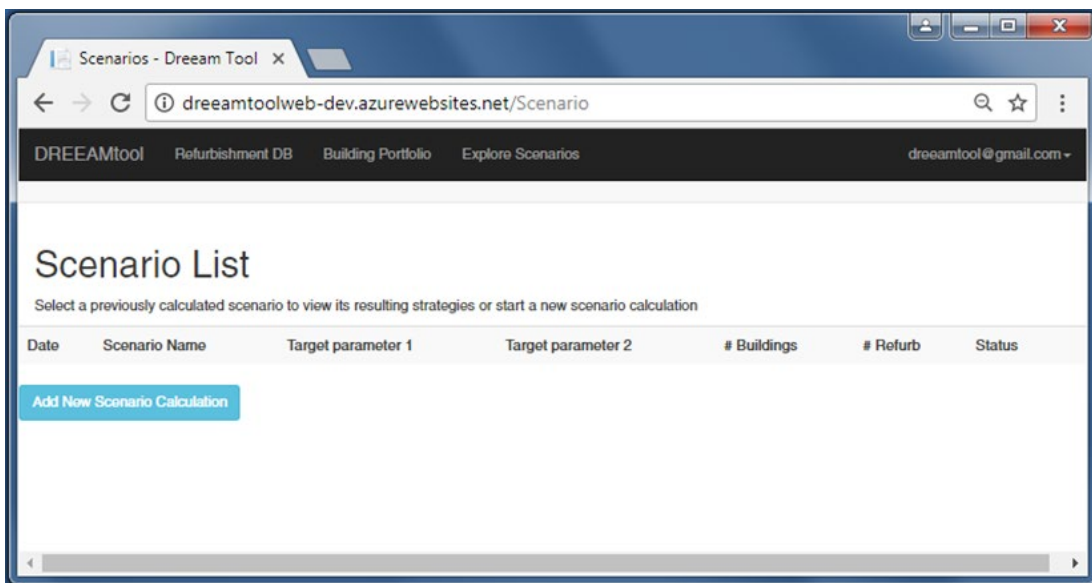 Scenarios - Dreeam Tool
dreeamtoolweb-dev.azurewebsites.net/Scenario
DREEAMtool Refurbishment DB Building Portfolio Explore Scenarios dreeamtool@gmail.com
Scenario List
Select a previously calculated scenario to view its resulting strategies or start a new scenario calculation
Date Scenario Name Target parameter 1 Target parameter 2 # Buildings # Refurb Status
Add New Scenario Calculation